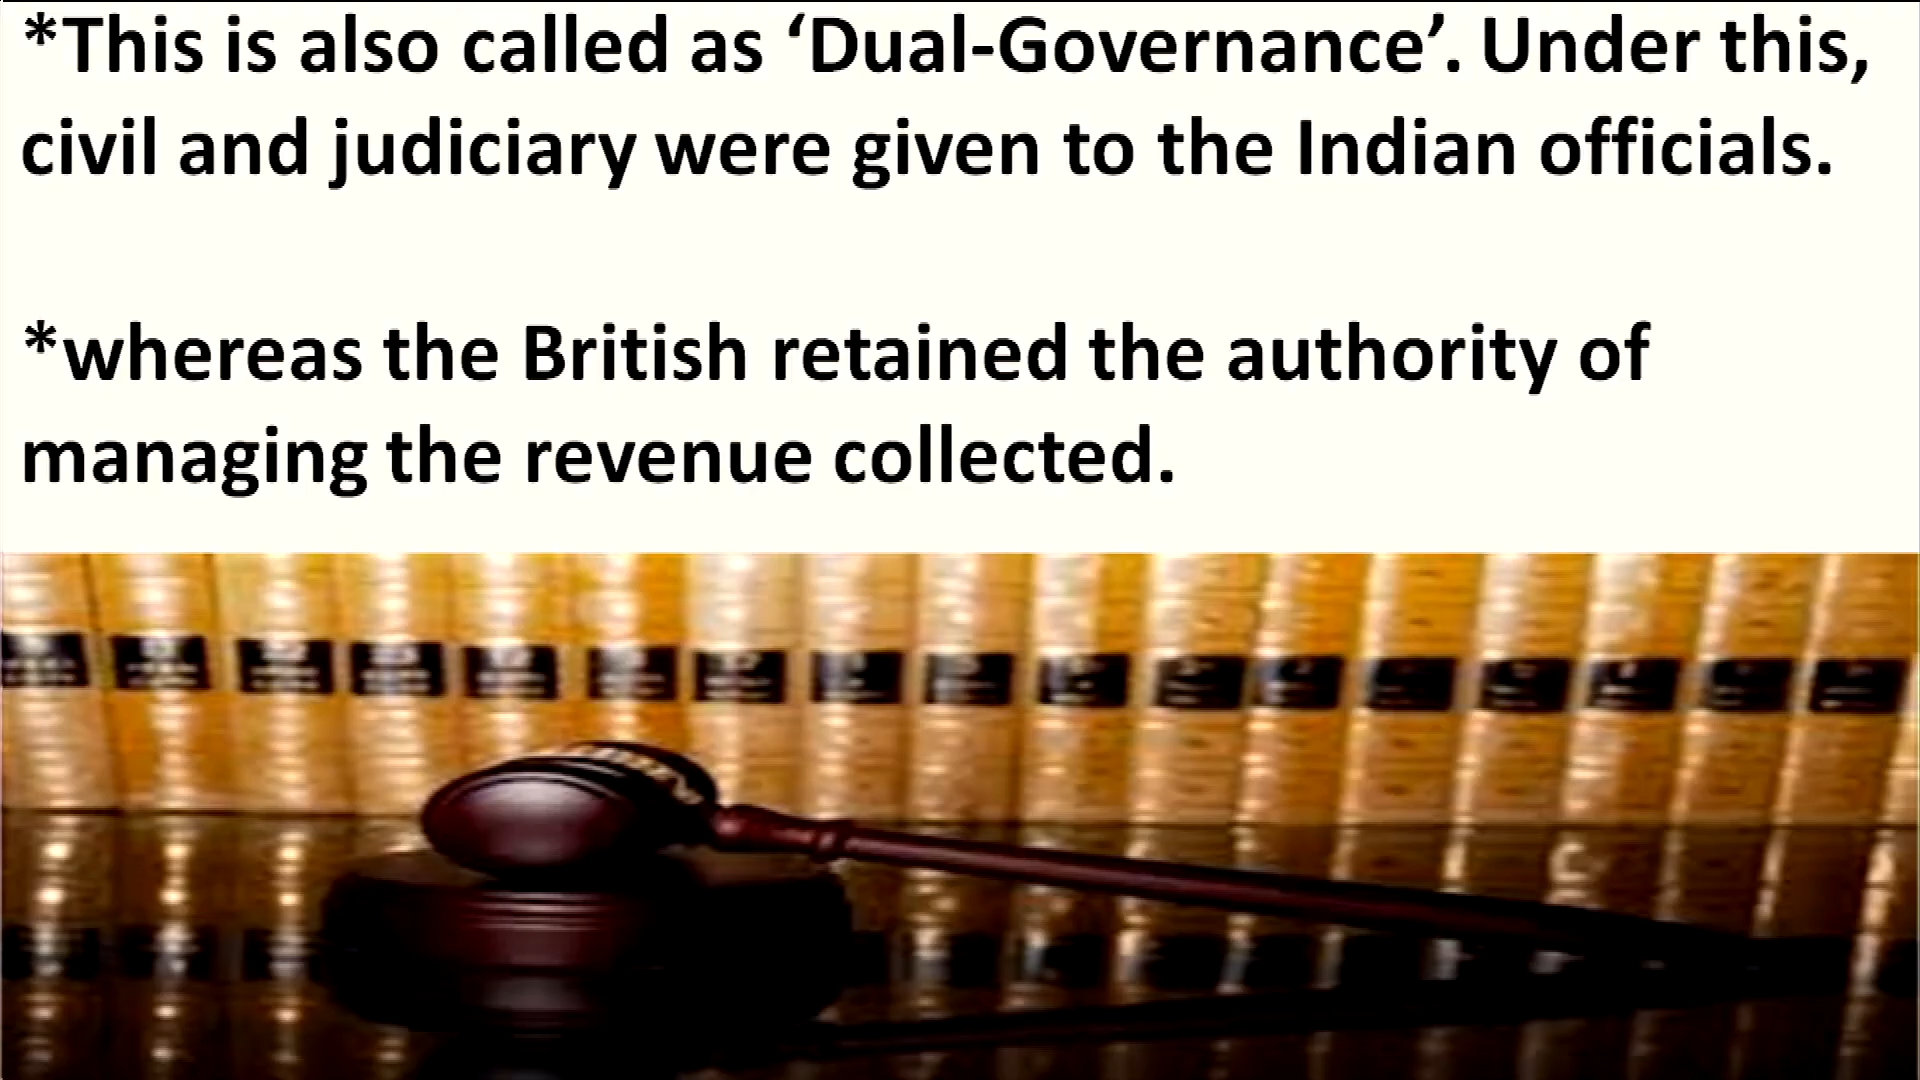 *This is also called as ‘Dual-Governance’. Under this,
civil and judiciary were given to the Indian officials.
*whereas the British retained the authority of
managing the revenue collected.